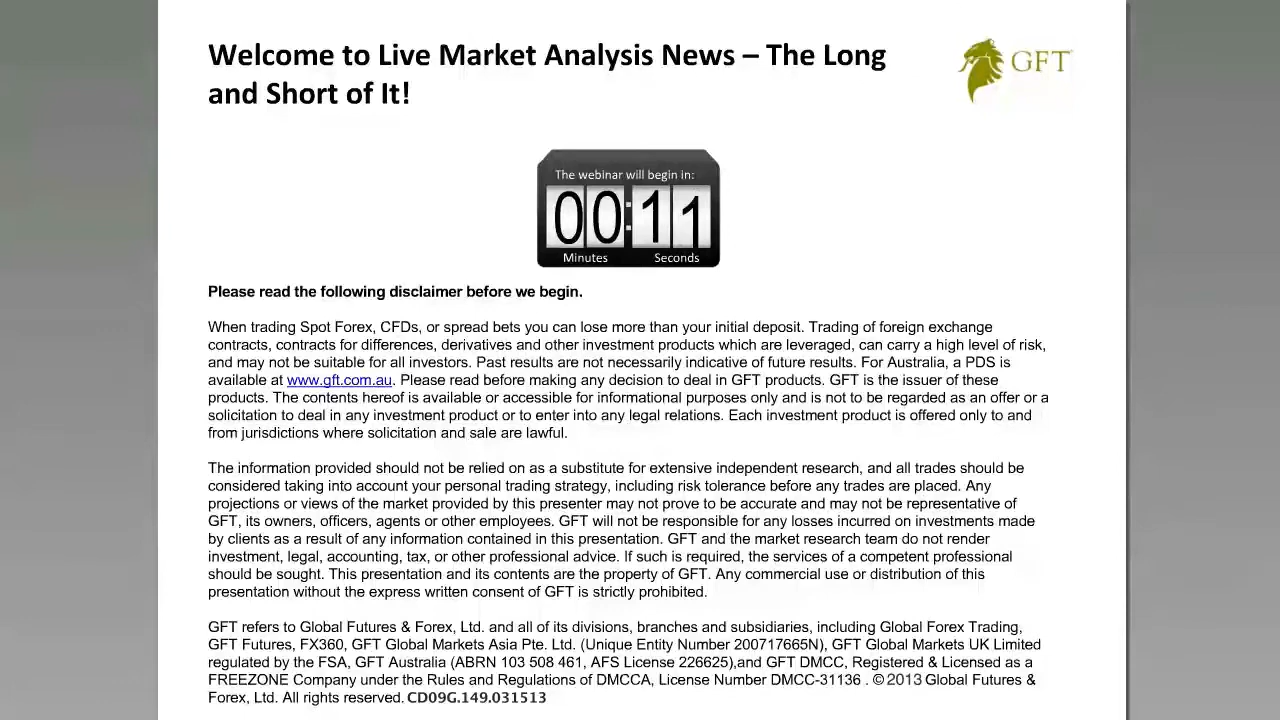 Welcome to Live Market Analysis News – The Long
and Short of It!
GFT
The webinar will begin in:
00:11
Minutes Seconds
Please read the following disclaimer before we begin.
When trading Spot Forex, CFDs, or spread bets you can lose more than your initial deposit. Trading of foreign exchange
contracts, contracts for differences, derivatives and other investment products which are leveraged, can carry a high level of risk,
and may not be suitable for all investors. Past results are not necessarily indicative of future results. For Australia, a PDS is
available at www.gft.com.au. Please read before making any decision to deal in GFT products. GFT is the issuer of these
products. The contents hereof is available or accessible for informational purposes only and is not to be regarded as an offer or a
solicitation to deal in any investment product or to enter into any legal relations. Each investment product is offered only to and
from jurisdictions where solicitation and sale are lawful.
The information provided should not be relied on as a substitute for extensive independent research, and all trades should be
considered taking into account your personal trading strategy, including risk tolerance before any trades are placed. Any
projections or views of the market provided by this presenter may not prove to be accurate and may not be representative of
GFT, its owners, officers, agents or other employees. GFT will not be responsible for any losses incurred on investments made
by clients as a result of any information contained in this presentation. GFT and the market research team do not render
investment, legal, accounting, tax, or other professional advice. If such is required, the services of a competent professional
should be sought. This presentation and its contents are the property of GFT. Any commercial use or distribution of this
presentation without the express written consent of GFT is strictly prohibited.
GFT refers to Global Futures & Forex, Ltd. and all of its divisions, branches and subsidiaries, including Global Forex Trading,
GFT Futures, FX360, GFT Global Markets Asia Pte. Ltd. (Unique Entity Number 200717665N), GFT Global Markets UK Limited
regulated by the FSA, GFT Australia (ABRN 103 508 461, AFS License 226625),and GFT DMCC, Registered & Licensed as a
FREEZONE Company under the Rules and Regulations of DMCCA, License Number DMCC-31136 . © 2013 Global Futures &
Forex, Ltd. All rights reserved. CD09G.149.031513